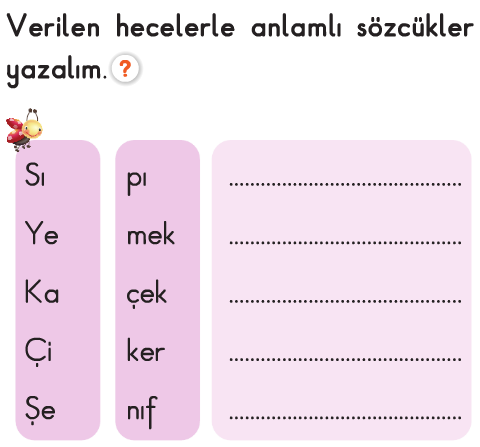 Verilen hecelerle anlamlı sözcükler
yazalım. ?
Sı pı ....................................
Ye mek ....................................
Ka çek ....................................
Çi ker ....................................
Şe nıf ....................................